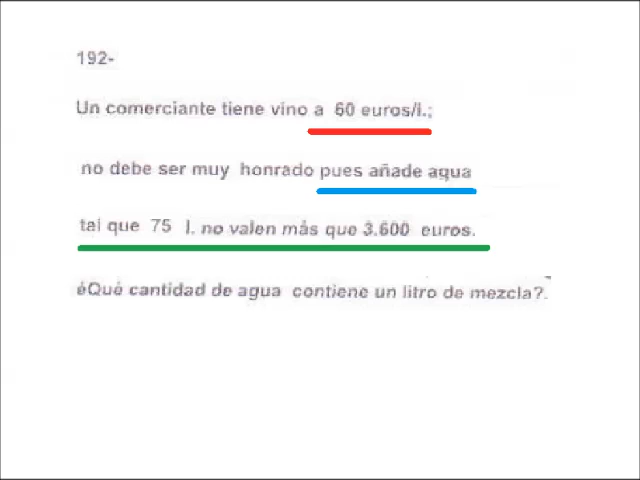 192-
Un comerciante tiene vino a 60 euros/l.;
no debe ser muy honrado pues añade agua
tal que 75 l. no valen más que 3.600 euros.
¿Qué cantidad de agua contiene un litro de mezcla?.